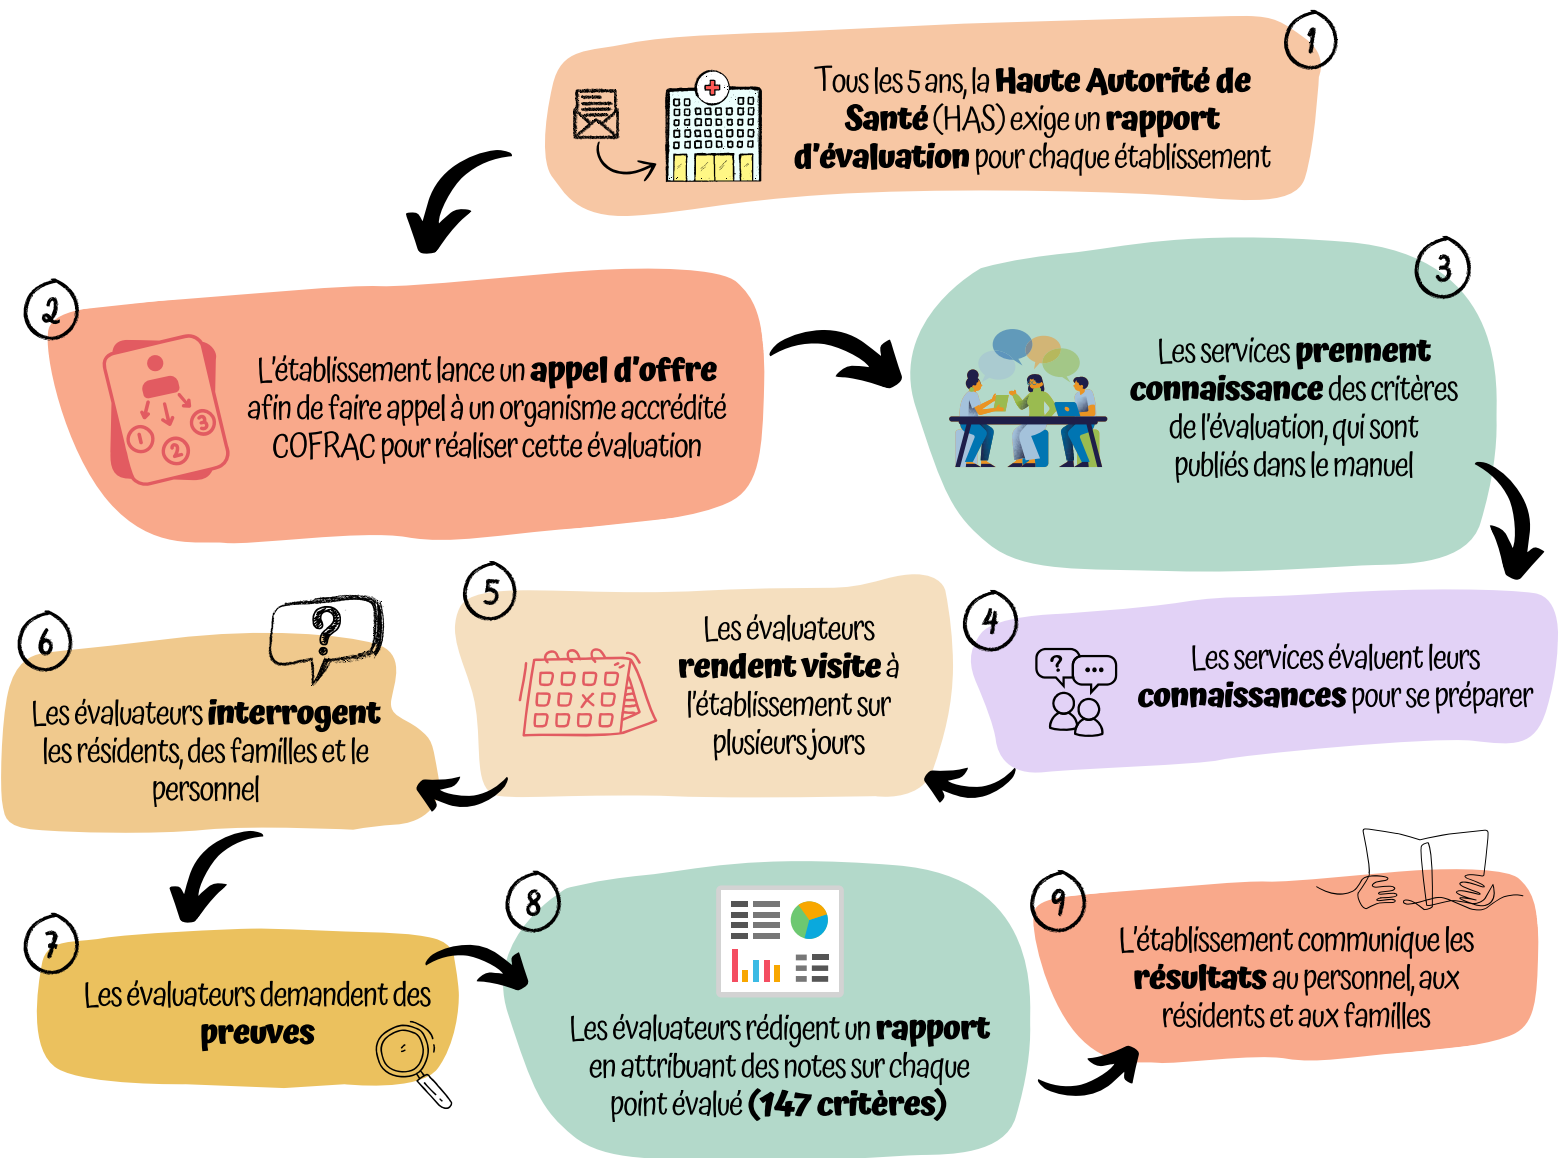 1
Tous les 5 ans, la Haute Autorité de
Santé (HAS) exige un rapport
d'évaluation pour chaque établissement
2
L'établissement lance un appel d'offre
afin de faire appel à un organisme accrédité
COFRAC pour réaliser cette évaluation
1
2
3
3
Les services prennent
connaissance des critères
de l'évaluation, qui sont
publiés dans le manuel
4
Les services évaluent leurs
connaissances pour se préparer
?
...
5
Les évaluateurs
rendent visite à
l'établissement sur
plusieurs jours
6
?
Les évaluateurs interrogent
les résidents, des familles et le
personnel
7
Les évaluateurs demandent des
preuves
8
Les évaluateurs rédigent un rapport
en attribuant des notes sur chaque
point évalué (147 critères)
9
L'établissement communique les
résultats au personnel, aux
résidents et aux familles